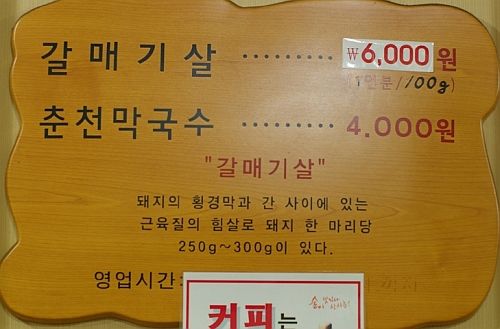 갈매기살 ········· ₩6,000원
(1인분/100g)
춘천막국수 ········· 4.000원
"갈매기살"
돼지의 횡경막과 간 사이에 있는
근육질의 힘살로 돼지 한 마리당
250g~300g이 있다.
영업시간:
커피는